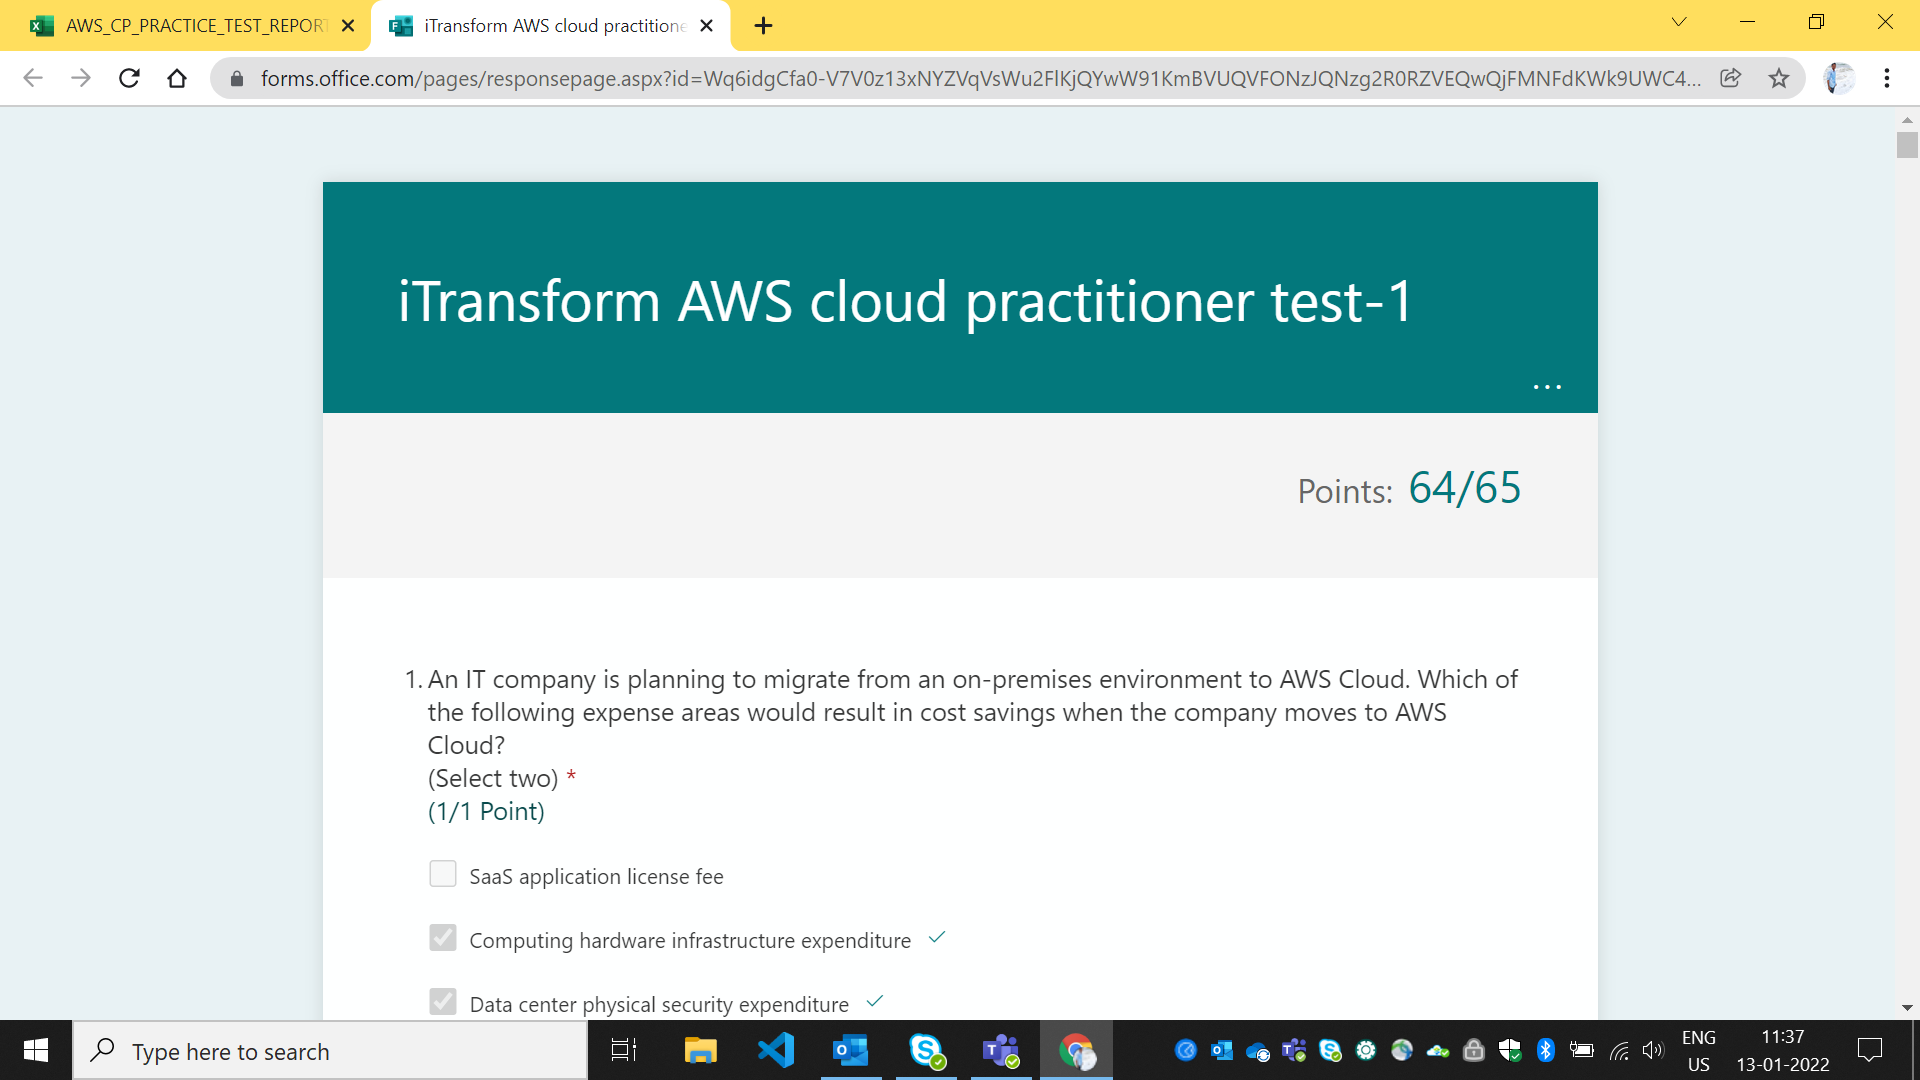 AWS_CP_PRACTICE_TEST_REPORT
iTransform AWS cloud practitione
forms.office.com/pages/responsepage.aspx?id=Wq6idgCfa0-V7V0z13xNYZVqVsWu2FlKjQYwW91KmBVUQVFONzJQNzg2R0RZVEQwQjFMNFdKWk9UWC4...
iTransform AWS cloud practitioner test-1
...
Points: 64/65
1. An IT company is planning to migrate from an on-premises environment to AWS Cloud. Which of
the following expense areas would result in cost savings when the company moves to AWS
Cloud?
(Select two) *
(1/1 Point)
SaaS application license fee
Computing hardware infrastructure expenditure
Data center physical security expenditure
Type here to search
ENG
US
11:37
13-01-2022